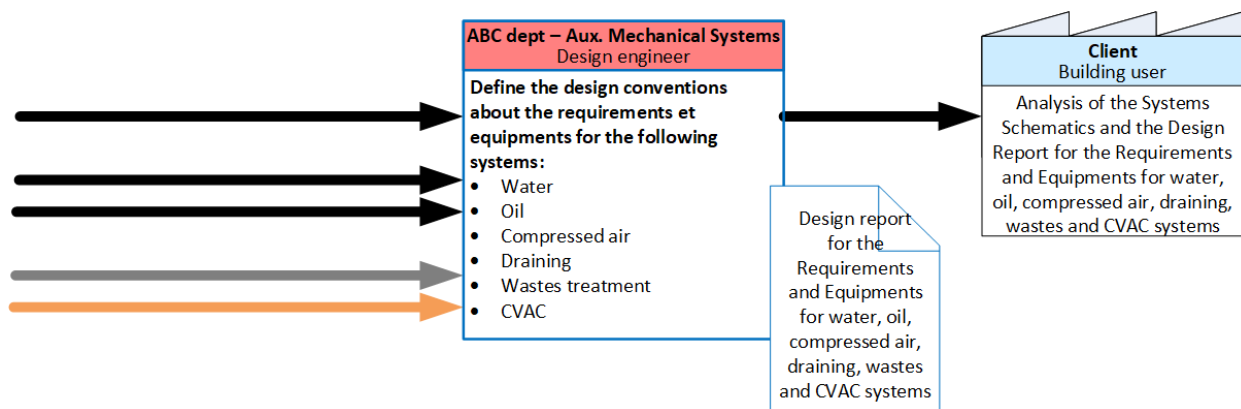 ABC dept – Aux. Mechanical Systems
Design engineer
Define the design conventions
about the requirements et
equipments for the following
systems:
• Water
• Oil
• Compressed air
• Draining
• Wastes treatment
• CVAC
Design report
for the
Requirements
and Equipments
for water, oil,
compressed air,
draining, wastes
and CVAC systems
Client
Building user
Analysis of the Systems
Schematics and the Design
Report for the Requirements
and Equipments for water,
oil, compressed air, draining,
wastes and CVAC systems